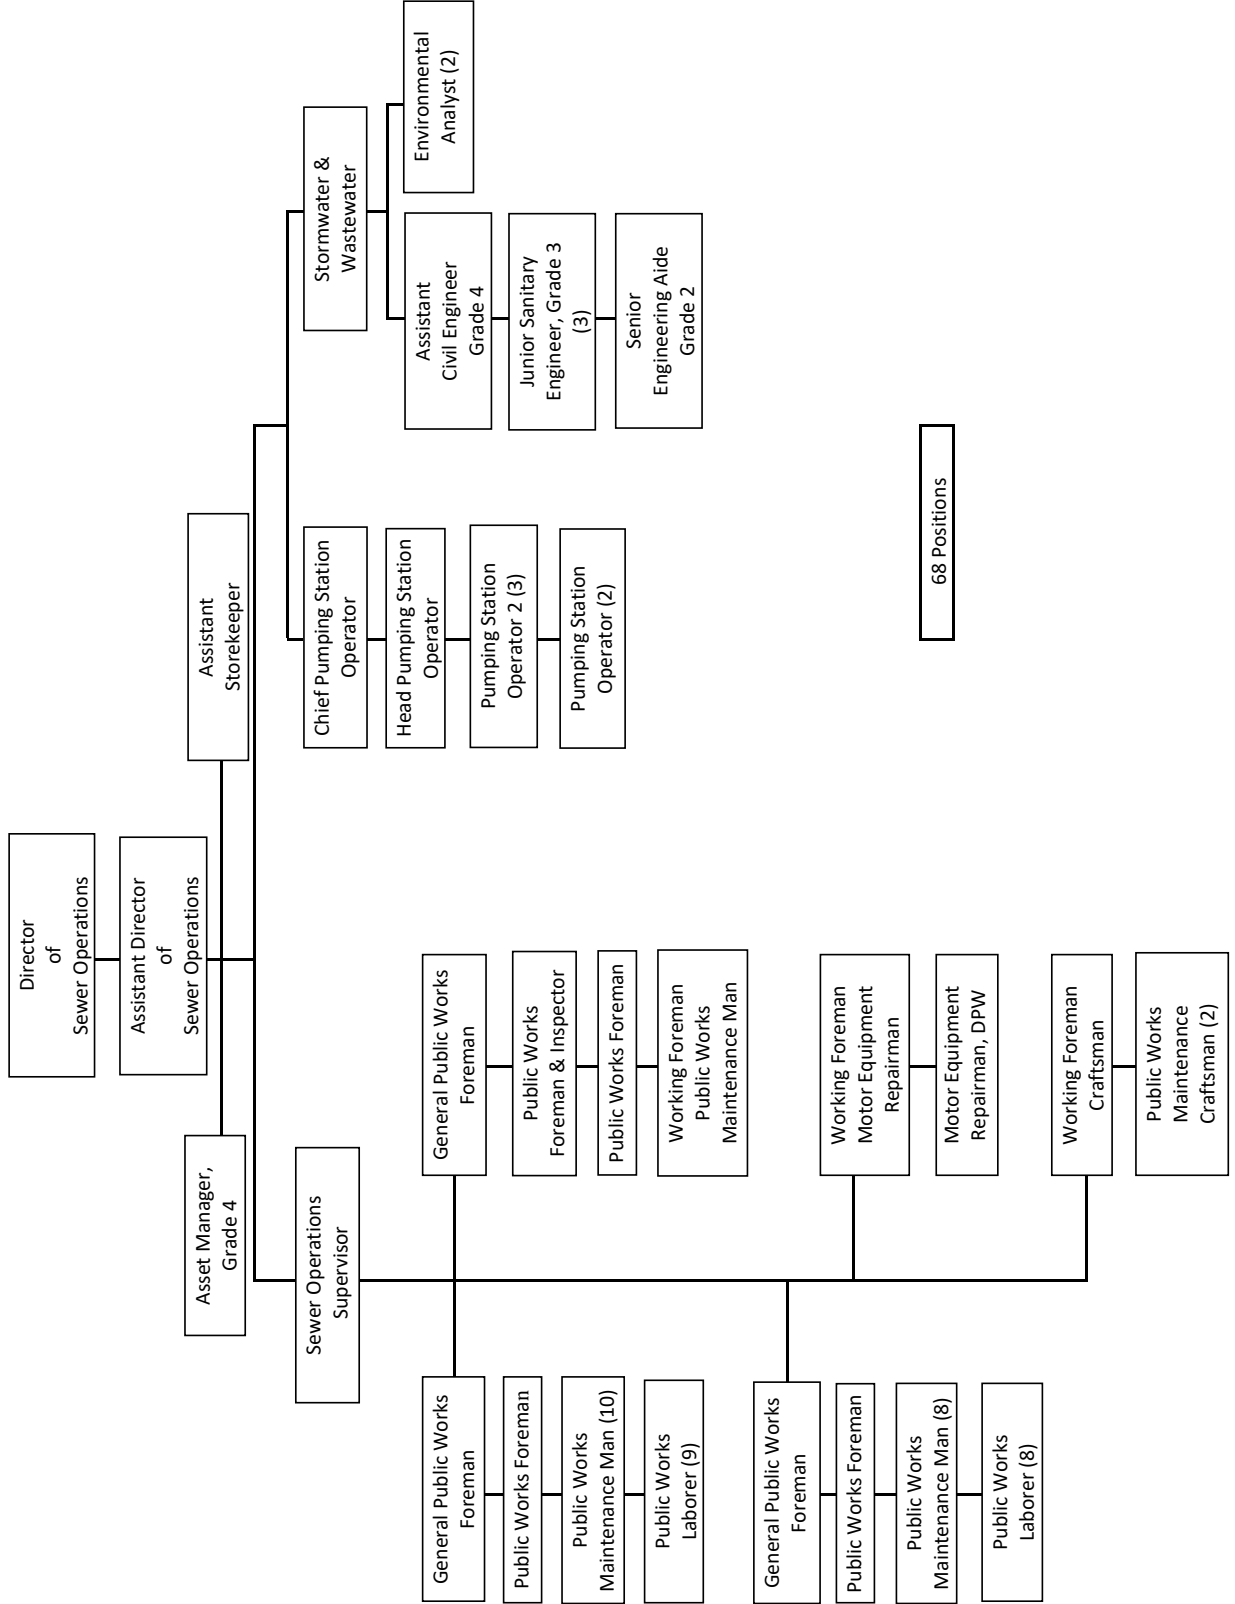 Director
of
Sewer Operations
Assistant Director
of
Sewer Operations
Asset Manager,
Grade 4
Assistant
Storekeeper
Sewer Operations
Supervisor
General Public Works
Foreman
Public Works Foreman
Public Works
Maintenance Man (10)
Public Works
Laborer (9)
General Public Works
Foreman
Public Works Foreman
Public Works
Maintenance Man (8)
Public Works
Laborer (8)
General Public Works
Foreman
Public Works
Foreman & Inspector
Public Works Foreman
Working Foreman
Public Works
Maintenance Man
Working Foreman
Motor Equipment
Repairman
Motor Equipment
Repairman, DPW
Working Foreman
Craftsman
Public Works
Maintenance
Craftsman (2)
Chief Pumping Station
Operator
Head Pumping Station
Operator
Pumping Station
Operator 2 (3)
Pumping Station
Operator (2)
Stormwater &
Wastewater
Assistant
Civil Engineer
Grade 4
Junior Sanitary
Engineer, Grade 3
(3)
Senior
Engineering Aide
Grade 2
Environmental
Analyst (2)
68 Positions